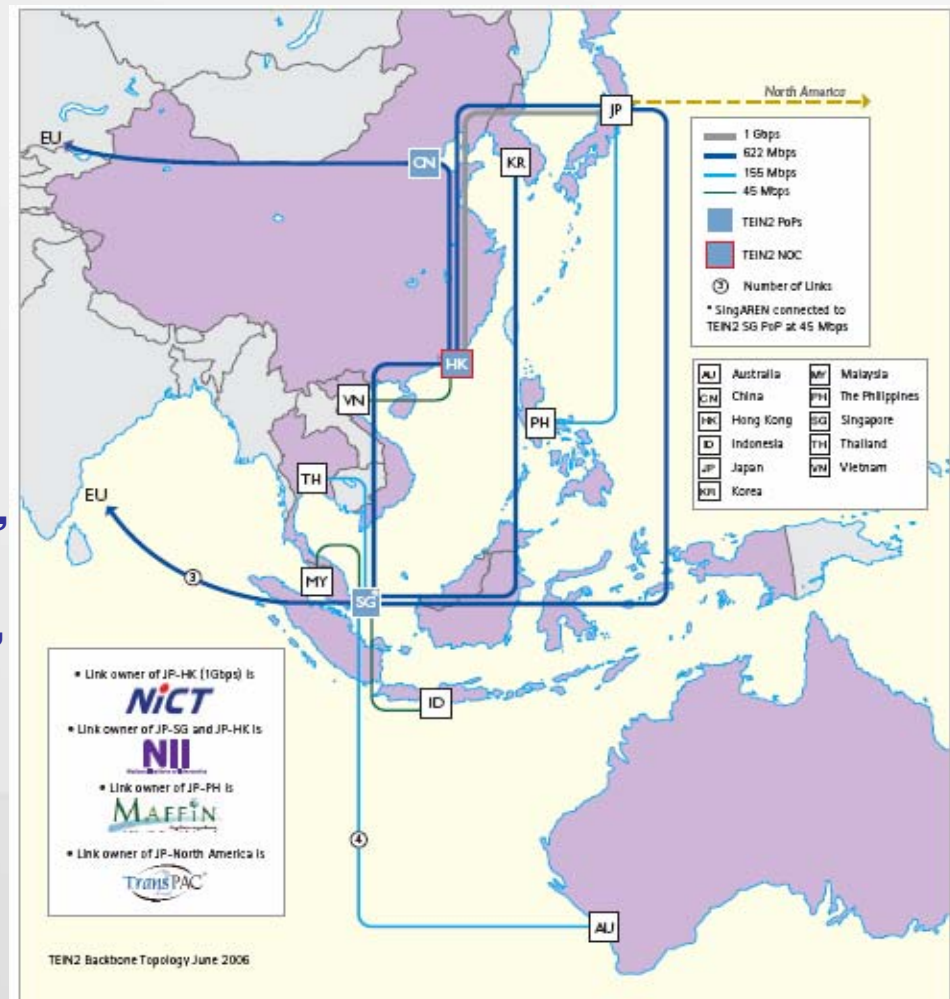 North America
JP
EU
CN
KR
1 Gbps
622 Mbps
155 Mbps
45 Mbps
TEIN2 PoPs
TEIN2 NOC
3 Number of Links
* SingAREN connected to
TEIN2 SG PoP at 45 Mbps
HK
VN
PH
TH
AU Australia
CN China
HK Hong Kong
ID Indonesia
JP Japan
KR Korea
MY Malaysia
PH The Philippines
SG Singapore
TH Thailand
VN Vietnam
EU
3
MY
SG*
ID
• Link owner of JP-HK (1Gbps) is
NiCT
• Link owner of JP-SG and JP-HK is
NII
• Link owner of JP-PH is
MAFFIN
• Link owner of JP-North America is
TransPAC
4
AU
TEIN2 Backbone Topology June 2006